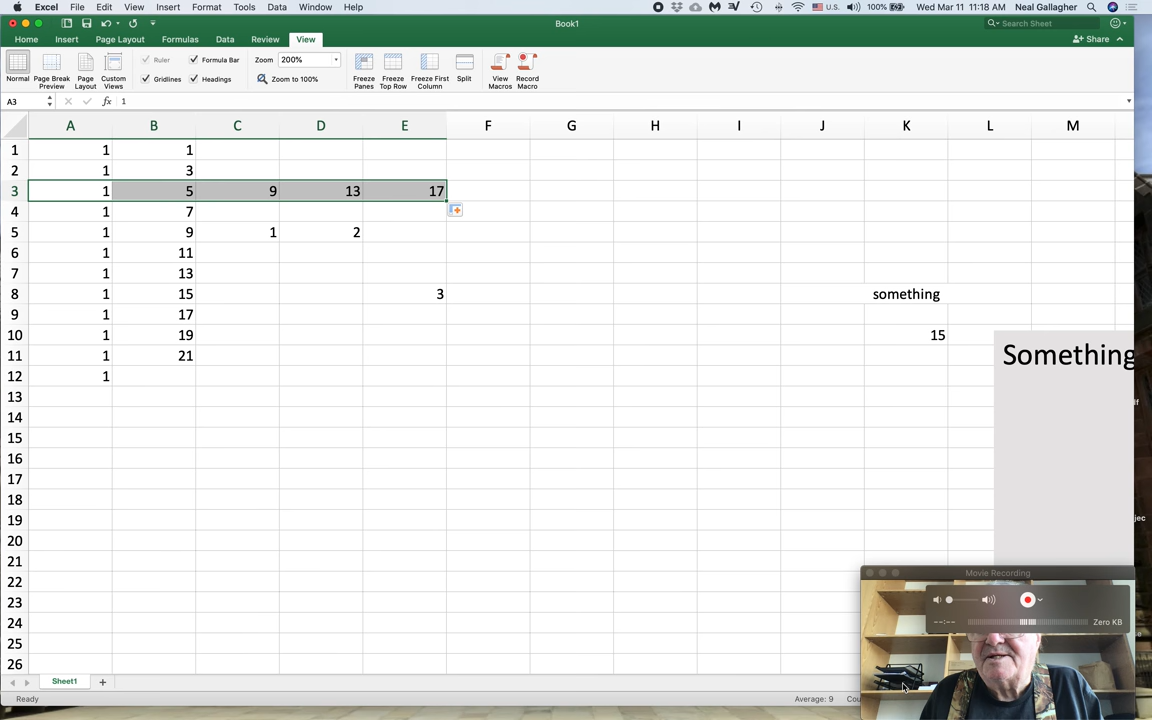 Excel File Edit View Insert Format Tools Data Window Help U.S. 100% Wed Mar 11 11:18 AM Neal Gallagher
Book1 Search Sheet
Home Insert Page Layout Formulas Data Review View Share
Normal Page Break Preview Page Layout Custom Views Ruler Formula Bar Gridlines Headings Zoom 200% Zoom to 100% Freeze Panes Freeze Top Row Freeze First Column Split View Macros Record Macro
A3 fx 1
A B C D E F G H I J K L M
1 1 1
2 1 3
3 1 5 9 13 17
4 1 7
5 1 9 1 2
6 1 11
7 1 13
8 1 15 3 something
9 1 17
10 1 19 15
11 1 21 Something
12 1
13
14
15
16
17
18
19
20
21
22
23
24
25
26
df
jec
Movie Recording
--:-- Zero KB
Sheet1 +
Ready Average: 9 Cou